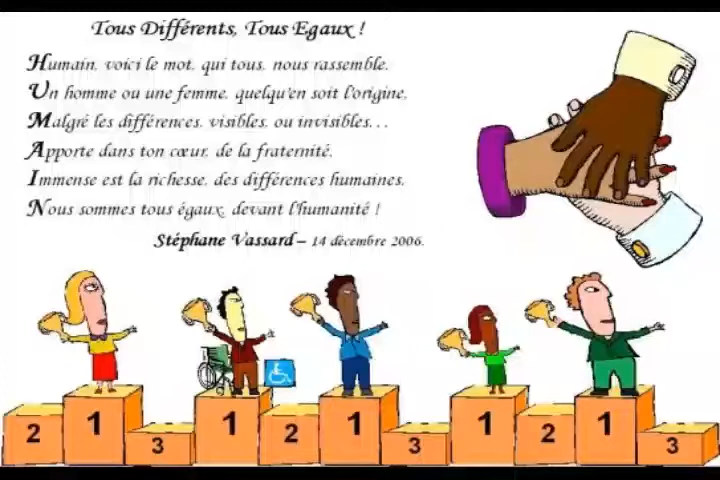 Tous Différents, Tous Egaux !
Humain, voici le mot, qui tous, nous rassemble.
Un homme ou une femme, quelqu'en soit l'origine,
Malgré les différences, visibles, ou invisibles...
Apporte dans ton cœur, de la fraternité.
Immense est la richesse, des différences humaines.
Nous sommes tous égaux, devant l'humanité !
Stéphane Vassard – 14 décembre 2006.
2 1 3 1 2 1 3 1 2 1 3